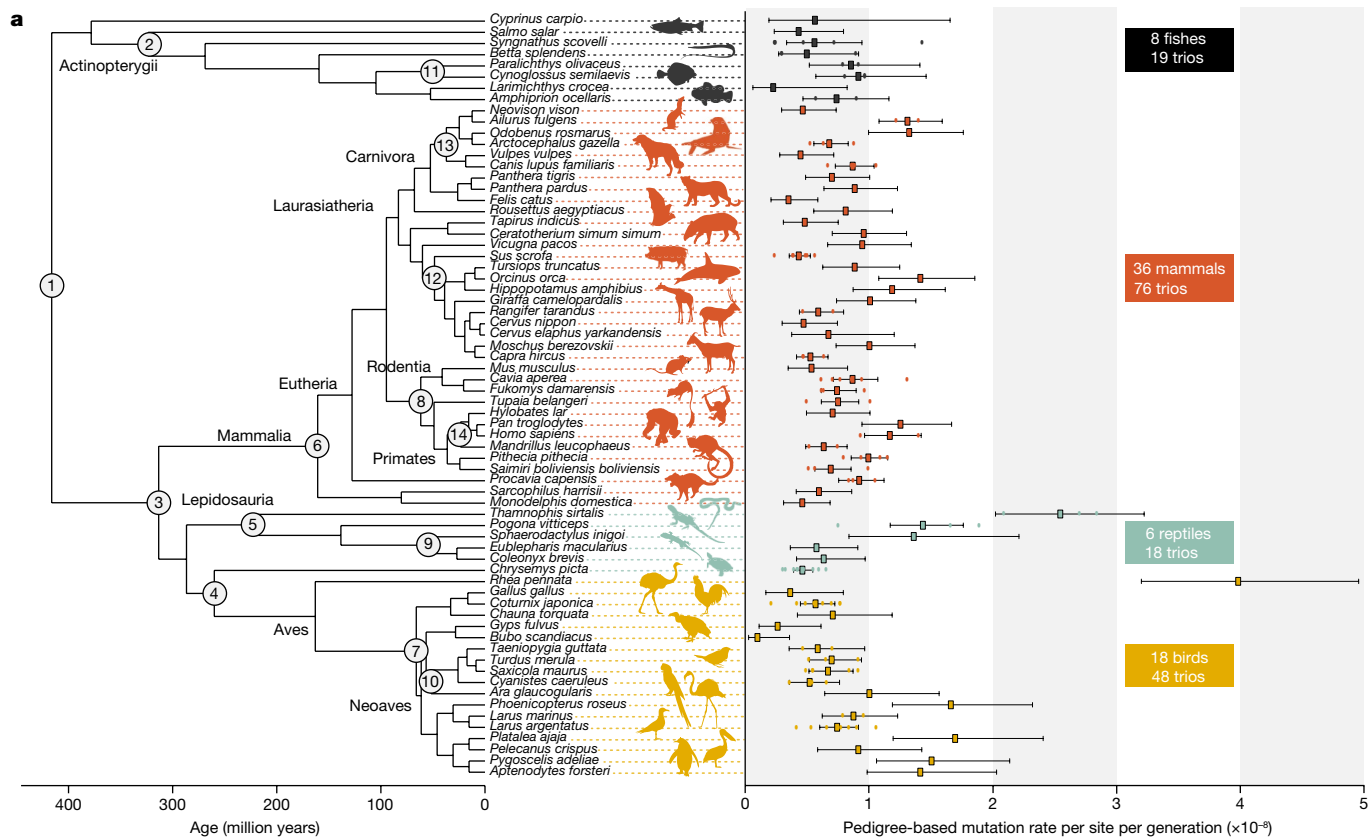 a
Cyprinus carpio
Salmo salar
Syngnathus scovelli
Betta splendens
Paralichthys olivaceus
Cynoglossus semilaevis
Larimichthys crocea
Amphiprion ocellaris
Neovison vison
Ailurus fulgens
Odobenus rosmarus
Arctocephalus gazella
Vulpes vulpes
Canis lupus familiaris
Panthera tigris
Panthera pardus
Felis catus
Rousettus aegyptiacus
Tapirus indicus
Ceratotherium simum simum
Vicugna pacos
Sus scrofa
Tursiops truncatus
Orcinus orca
Hippopotamus amphibius
Giraffa camelopardalis
Rangifer tarandus
Cervus nippon
Cervus elaphus yarkandensis
Moschus berezovskii
Capra hircus
Mus musculus
Cavia aperea
Fukomys damarensis
Tupaia belangeri
Hylobates lar
Pan troglodytes
Homo sapiens
Mandrillus leucophaeus
Pithecia pithecia
Saimiri boliviensis boliviensis
Procavia capensis
Sarcophilus harrisii
Monodelphis domestica
Thamnophis sirtalis
Pogona vitticeps
Sphaerodactylus inigoi
Eublepharis macularius
Coleonyx brevis
Chrysemys picta
Rhea pennata
Gallus gallus
Coturnix japonica
Chauna torquata
Gyps fulvus
Bubo scandiacus
Taeniopygia guttata
Turdus merula
Saxicola maurus
Cyanistes caeruleus
Ara glaucogularis
Phoenicopterus roseus
Larus marinus
Larus argentatus
Platalea ajaja
Pelecanus crispus
Pygoscelis adeliae
Aptenodytes forsteri
2
Actinopterygii
11
13
Carnivora
Laurasiatheria
1
12
Rodentia
Eutheria
8
Mammalia
14
6
Primates
Lepidosauria
3
5
9
4
Aves
7
10
Neoaves
8 fishes
19 trios
36 mammals
76 trios
6 reptiles
18 trios
18 birds
48 trios
400 300 200 100 0
Age (million years)
0 1 2 3 4 5
Pedigree-based mutation rate per site per generation (×10⁻⁸)